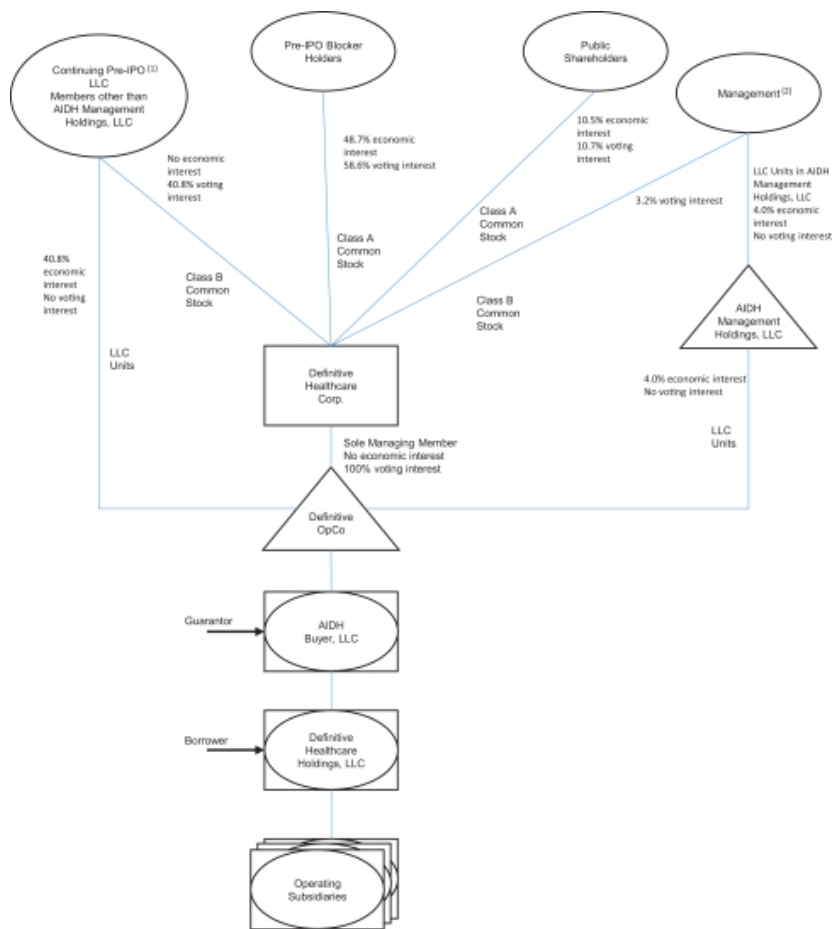 Continuing Pre-IPO (1)
LLC
Members other than
AIDH Management
Holdings, LLC
Pre-IPO Blocker
Holders
Public
Shareholders
Management (2)
No economic
interest
40.8% voting
interest
48.7% economic
interest
58.6% voting interest
10.5% economic
interest
10.7% voting
interest
3.2% voting interest
LLC Units in AIDH
Management
Holdings, LLC
4.0% economic
interest
No voting interest
40.8%
economic
interest
No voting
interest
Class B
Common
Stock
Class A
Common
Stock
Class A
Common
Stock
Class B
Common
Stock
AIDH
Management
Holdings, LLC
LLC
Units
Definitive
Healthcare
Corp.
4.0% economic interest
No voting interest
LLC
Units
Sole Managing Member
No economic interest
100% voting interest
Definitive
OpCo
Guarantor
AIDH
Buyer, LLC
Borrower
Definitive
Healthcare
Holdings, LLC
Operating
Subsidiaries